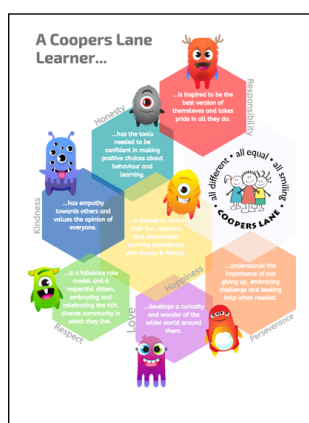 A Coopers Lane
Learner...
Responsibility
...is inspired to be the
best version of
themselves and takes
pride in all they do.
Honesty
...has the tools
needed to be
confident in making
positive choices about
behaviour and
learning.
all different • all equal • all smiling
COOPERS LANE
Kindness
...has empathy
towards others and
values the opinion of
everyone.
...is excited to share
their fun, relevant
and memorable
learning experiences
with family & friends.
Happiness
...understands the
importance of not
giving up, embracing
challenge and seeking
help when needed.
Perseverance
...is a fabulous role
model and a
respectful citizen,
embracing and
celebrating the rich,
diverse community in
which they live.
Respect
Love
...develops a curiosity
and wonder of the
wider world around
them.